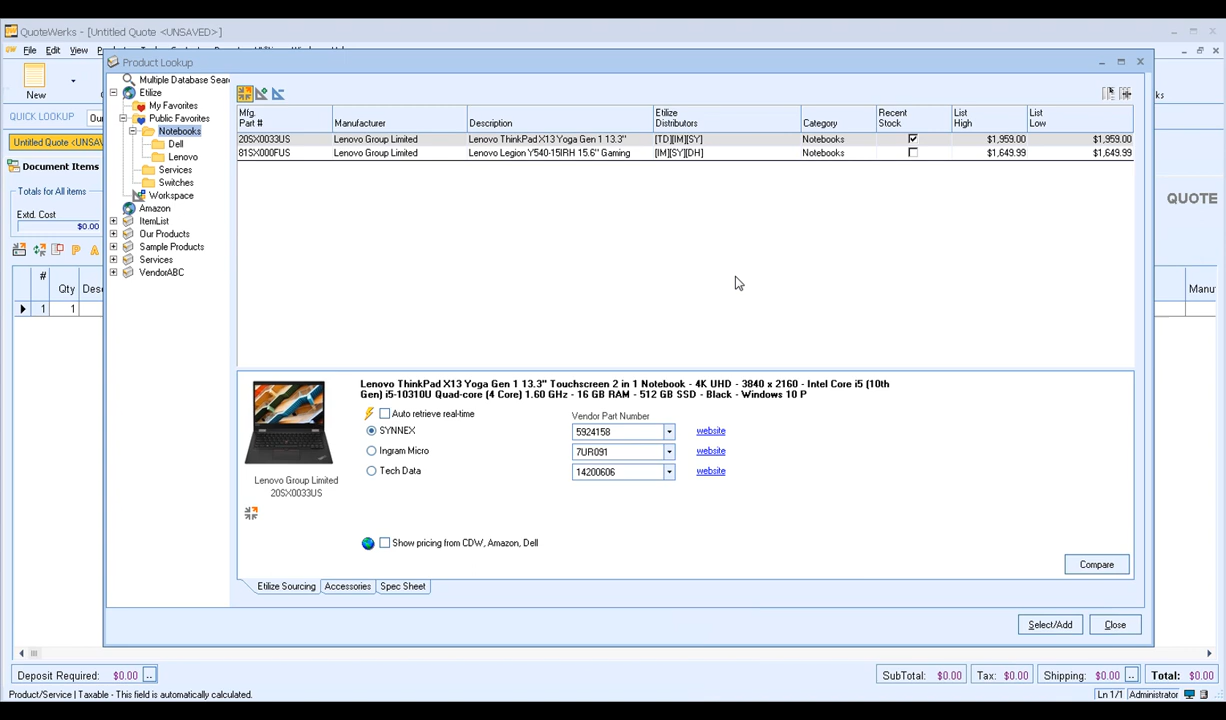 QuoteWerks - [Untitled Quote <UNSAVED>]
File Edit View
Product Lookup
New
QUICK LOOKUP
Untitled Quote <UNSAV
Document Items
Totals for All items
Extd. Cost
$0.00
# Qty
1 1
Multiple Database Sear
Etilize
My Favorites
Public Favorites
Notebooks
Dell
Lenovo
Services
Switches
Workspace
Amazon
ItemList
Our Products
Sample Products
Services
VendorABC
Mfg. Part # Manufacturer Description Etilize Distributors Category Recent Stock List High List Low
20SX0033US Lenovo Group Limited Lenovo ThinkPad X13 Yoga Gen 1 13.3" [TD][IM][SY] Notebooks $1,959.00 $1,959.00
81SX000FUS Lenovo Group Limited Lenovo Legion Y540-15IRH 15.6" Gaming [IM][SY][DH] Notebooks $1,649.99 $1,649.99
QUOTE
Manu
Lenovo ThinkPad X13 Yoga Gen 1 13.3" Touchscreen 2 in 1 Notebook - 4K UHD - 3840 x 2160 - Intel Core i5 (10th
Gen) i5-10310U Quad-core (4 Core) 1.60 GHz - 16 GB RAM - 512 GB SSD - Black - Windows 10 P
Auto retrieve real-time Vendor Part Number
SYNNEX 5924158 website
Ingram Micro 7UR091 website
Tech Data 14200606 website
Lenovo Group Limited
20SX0033US
Show pricing from CDW, Amazon, Dell
Compare
Etilize Sourcing Accessories Spec Sheet
Select/Add Close
Deposit Required: $0.00 .. SubTotal: $0.00 Tax: $0.00 Shipping: $0.00 .. Total: $0.00
Product/Service | Taxable - This field is automatically calculated. Ln 1/1 Administrator